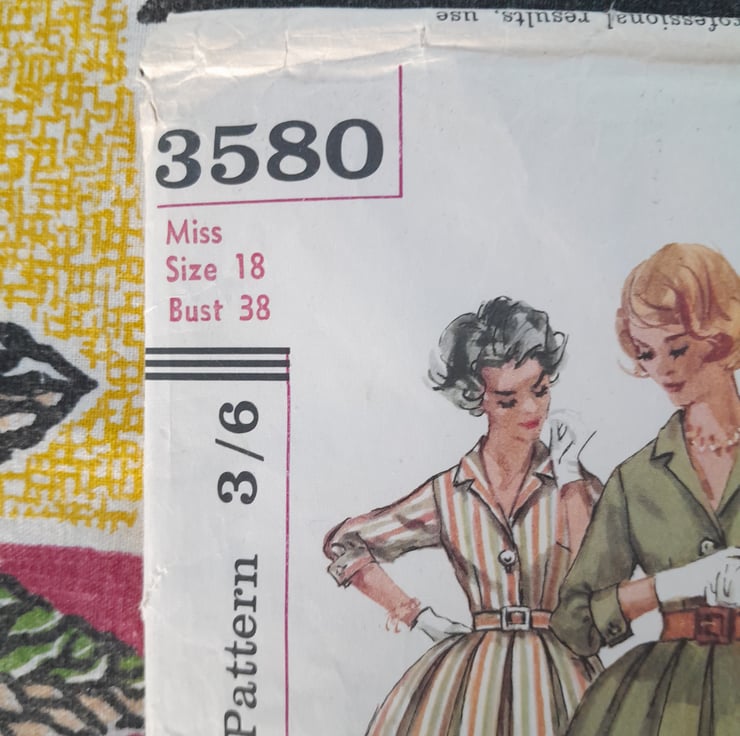 professional results, use
3580
Miss
Size 18
Bust 38
Pattern 3/6